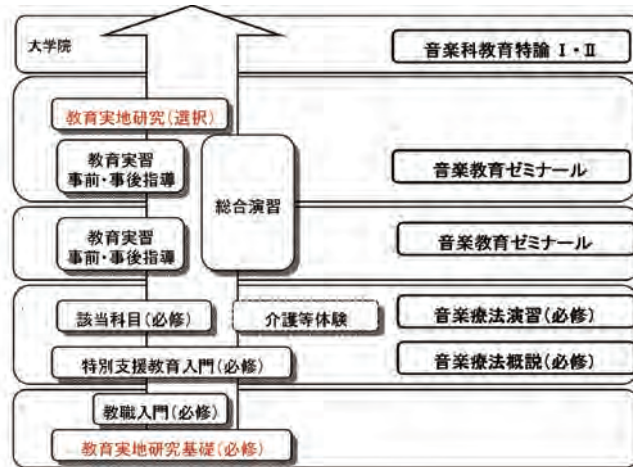 大学院
音楽科教育特論 Ⅰ・Ⅱ
教育実地研究(選択)
教育実習
事前・事後指導
総合演習
音楽教育ゼミナール
教育実習
事前・事後指導
音楽教育ゼミナール
該当科目(必修)
介護等体験
音楽療法演習(必修)
特別支援教育入門(必修)
音楽療法概説(必修)
教職入門(必修)
教育実地研究基礎(必修)